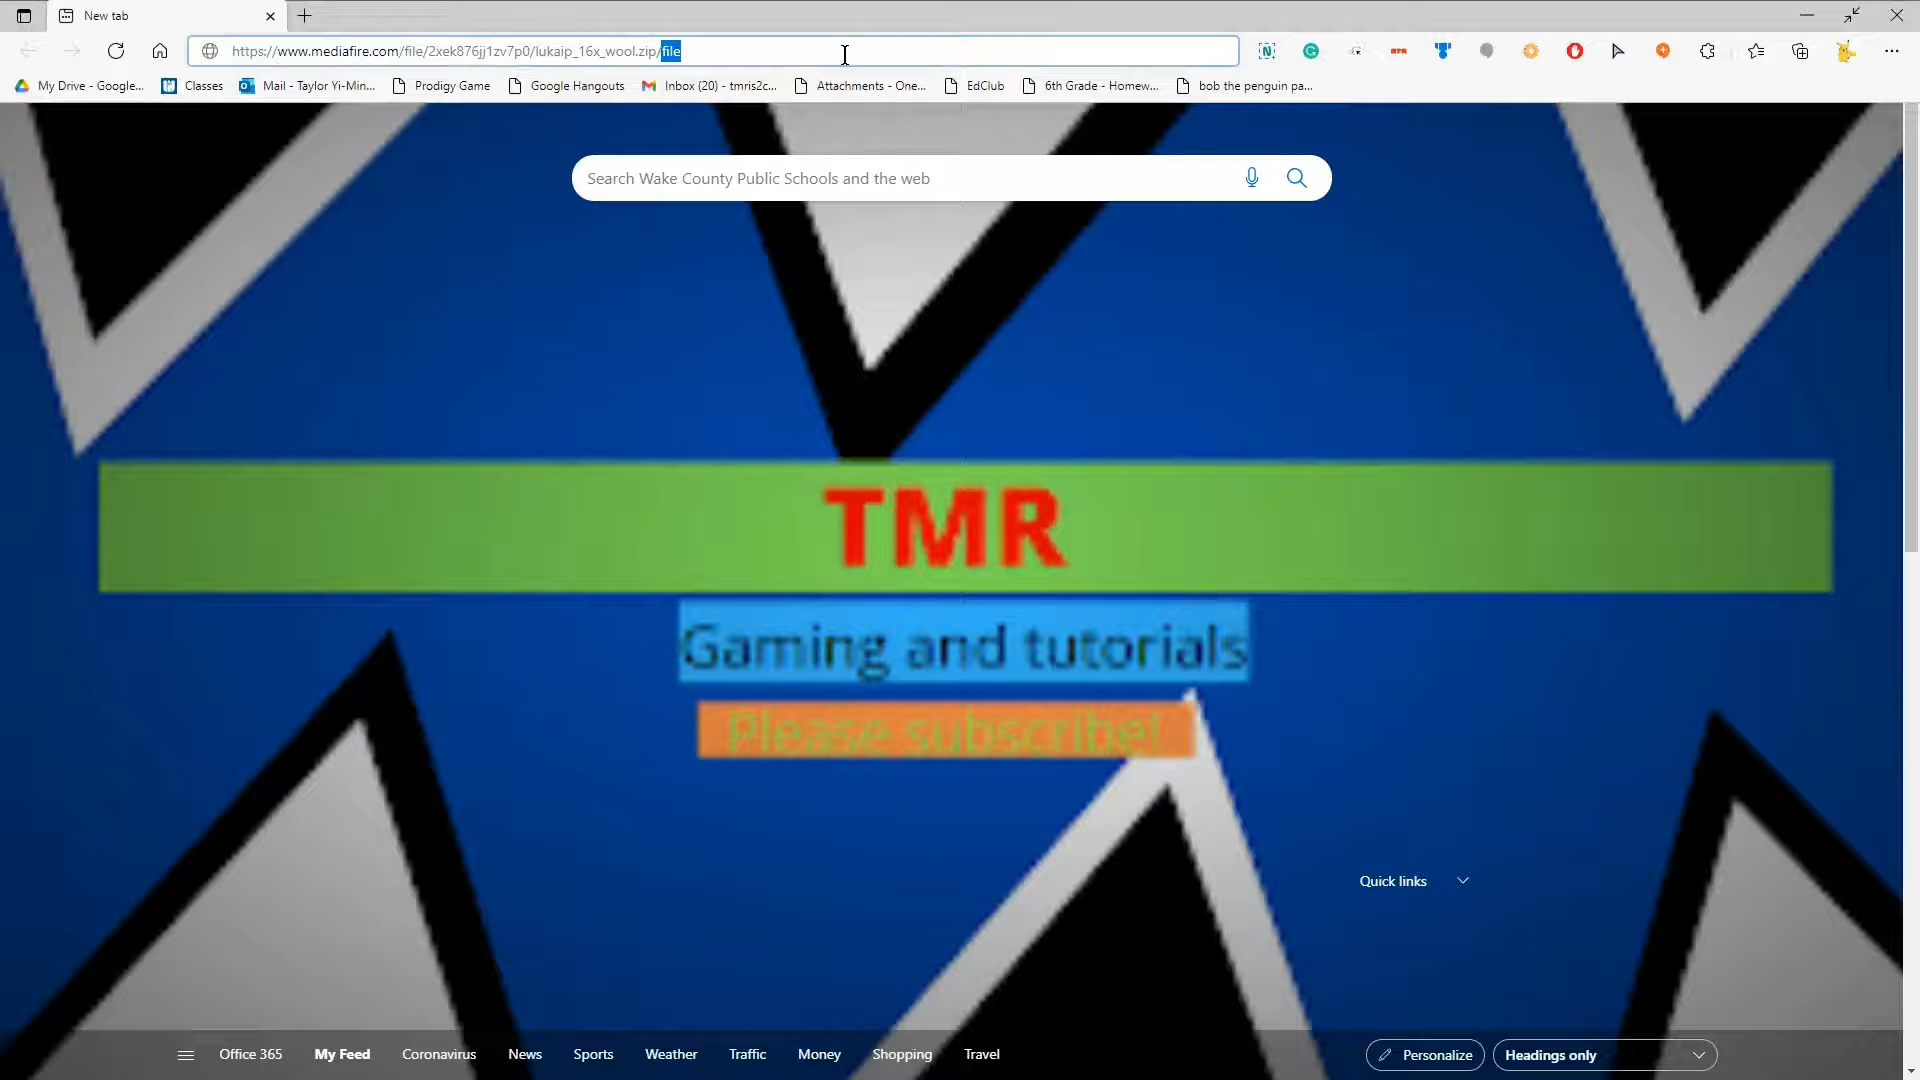 New tab
https://www.mediafire.com/file/2xek876jj1zv7p0/lukaip_16x_wool.zip/file
My Drive - Google... Classes Mail - Taylor Yi-Min... Prodigy Game Google Hangouts Inbox (20) - tmris2c... Attachments - One... EdClub 6th Grade - Homew... bob the penguin pa...
Search Wake County Public Schools and the web
TMR
Gaming and tutorials
Please subscribe!
Quick links
Office 365 My Feed Coronavirus News Sports Weather Traffic Money Shopping Travel Personalize Headings only